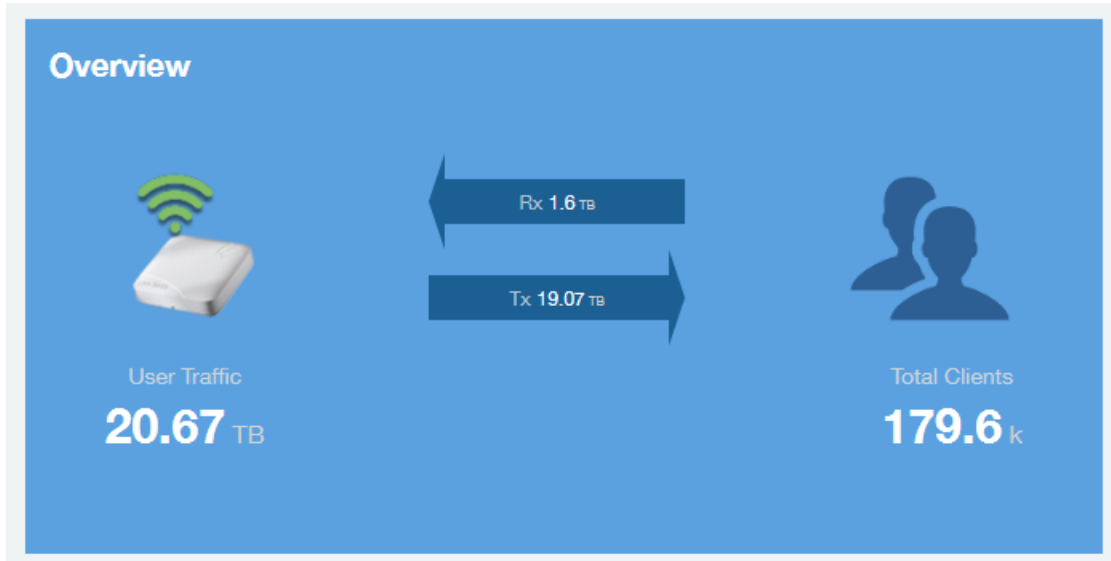 Overview
Rx 1.6 TB
Tx 19.07 TB
User Traffic
20.67 TB
Total Clients
179.6 k